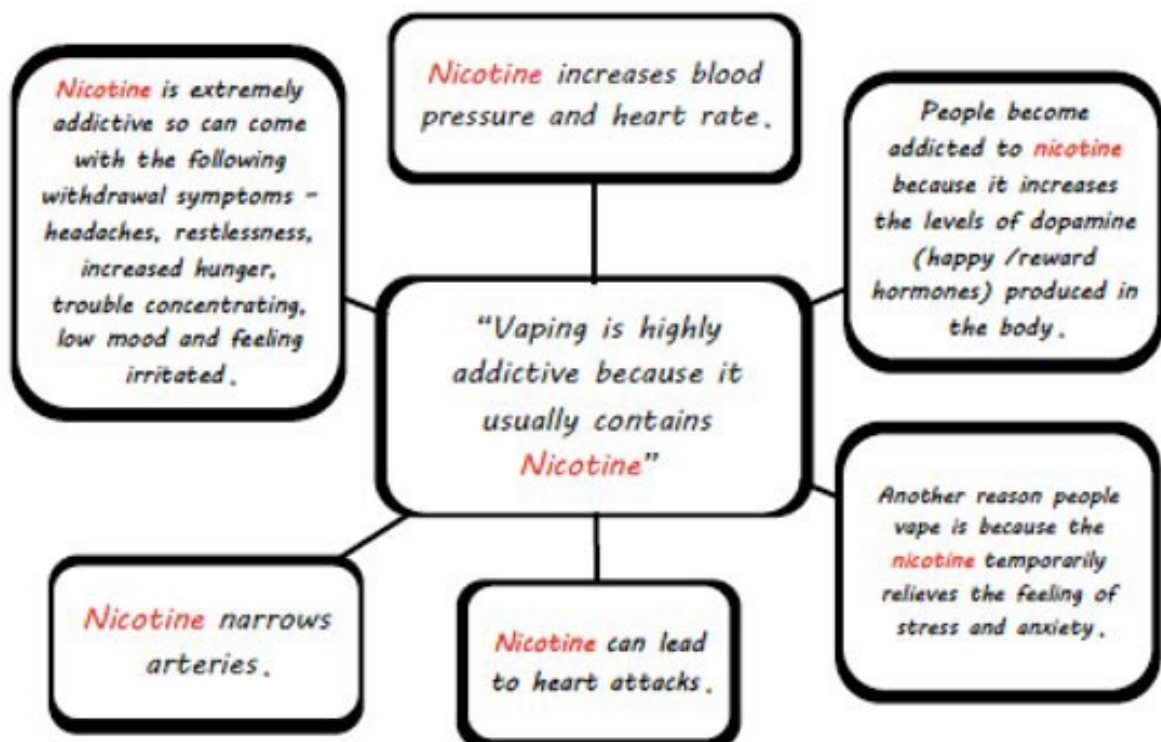 Nicotine increases blood
pressure and heart rate.
Nicotine is extremely
addictive so can come
with the following
withdrawal symptoms –
headaches, restlessness,
increased hunger,
trouble concentrating,
low mood and feeling
irritated.
People become
addicted to nicotine
because it increases
the levels of dopamine
(happy /reward
hormones) produced in
the body.
“Vaping is highly
addictive because it
usually contains
Nicotine”
Another reason people
vape is because the
nicotine temporarily
relieves the feeling of
stress and anxiety.
Nicotine narrows
arteries.
Nicotine can lead
to heart attacks.